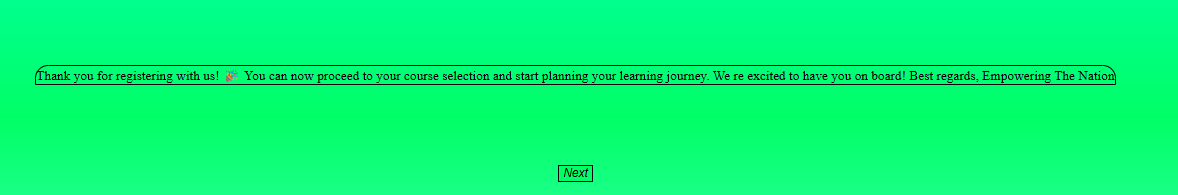 Thank you for registering with us! 🎉 You can now proceed to your course selection and start planning your learning journey. We re excited to have you on board! Best regards, Empowering The Nation
Next